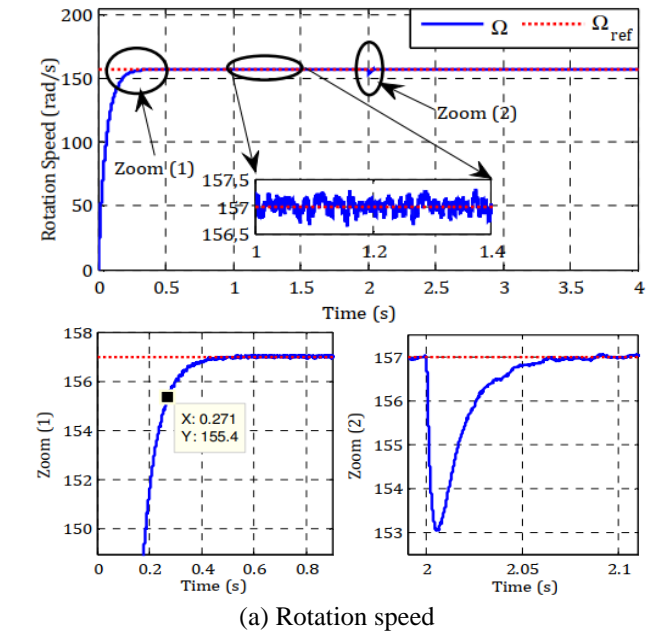 200
150
100
50
0
Rotation Speed (rad/s)
Ω
Ω ref
Zoom (1)
Zoom (2)
157,5
157
156,5
1
1.2
1.4
0 0.5 1 1.5 2 2.5 3 3.5 4
Time (s)
158
156
154
152
150
Zoom (1)
X: 0.271
Y: 155.4
0 0.2 0.4 0.6 0.8
Time (s)
157
156
155
154
153
Zoom (2)
2 2.05 2.1
Time (s)
(a) Rotation speed